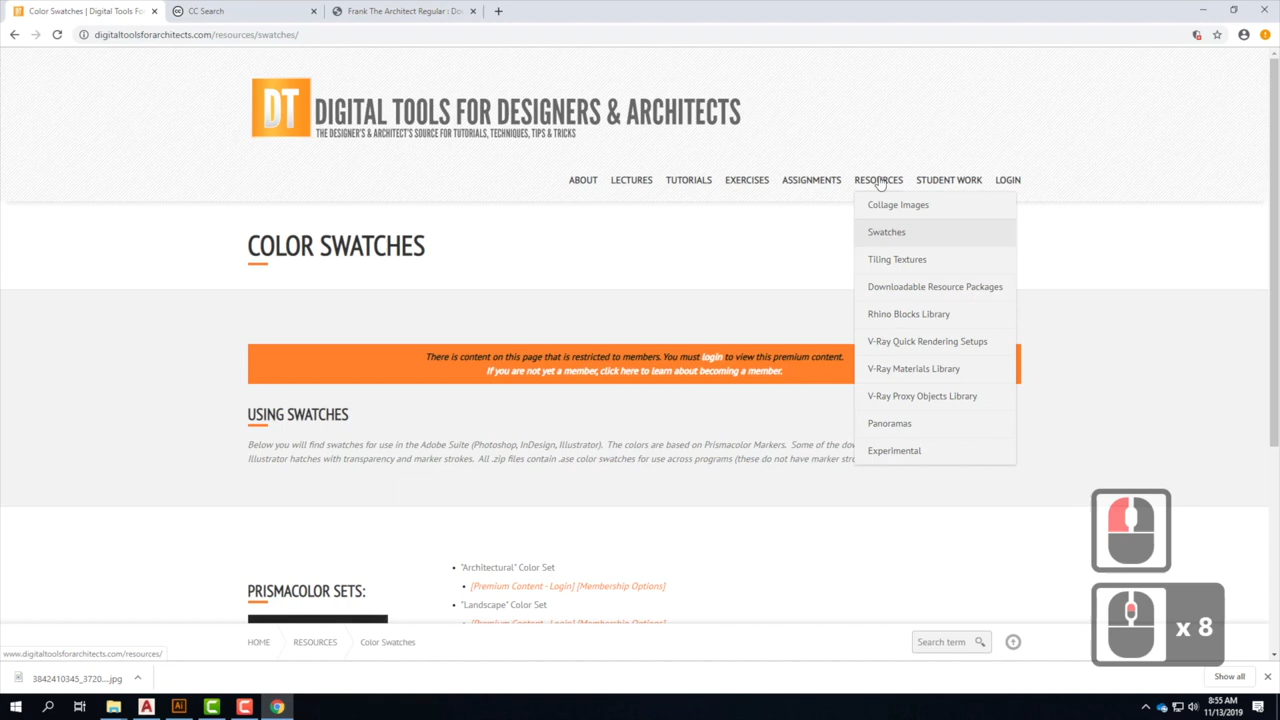 Color Swatches | Digital Tools Fo
CC Search
Frank The Architect Regular : Do
digitaltoolsforarchitects.com/resources/swatches/
DT
DIGITAL TOOLS FOR DESIGNERS & ARCHITECTS
THE DESIGNER'S & ARCHITECT'S SOURCE FOR TUTORIALS, TECHNIQUES, TIPS & TRICKS
ABOUT LECTURES TUTORIALS EXERCISES ASSIGNMENTS RESOURCES STUDENT WORK LOGIN
Collage Images
Swatches
Tiling Textures
Downloadable Resource Packages
Rhino Blocks Library
V-Ray Quick Rendering Setups
V-Ray Materials Library
V-Ray Proxy Objects Library
Panoramas
Experimental
COLOR SWATCHES
There is content on this page that is restricted to members. You must login to view this premium content.
If you are not yet a member, click here to learn about becoming a member.
USING SWATCHES
Below you will find swatches for use in the Adobe Suite (Photoshop, InDesign, Illustrator). The colors are based on Prismacolor Markers. Some of the dow
Illustrator hatches with transparency and marker strokes. All .zip files contain .ase color swatches for use across programs (these do not have marker stro
PRISMACOLOR SETS:
• "Architectural" Color Set
• [Premium Content - Login] [Membership Options]
• "Landscape" Color Set
• [Premium Content - Login] [Membership Options]
x 8
HOME RESOURCES Color Swatches
Search term
www.digitaltoolsforarchitects.com/resources/
3842410345_3720....jpg
Show all
8:55 AM
11/13/2019